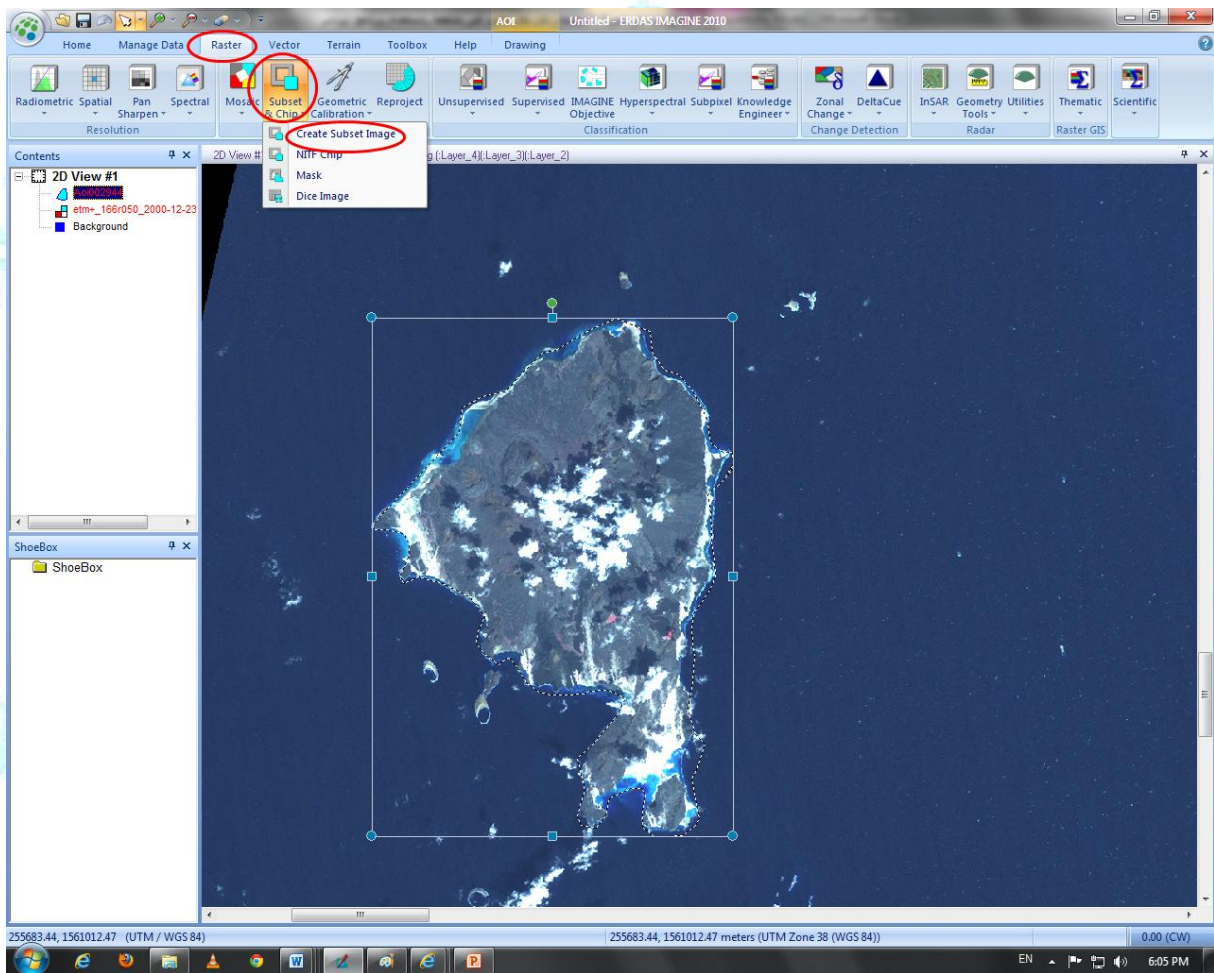 AOI Untitled - ERDAS IMAGINE 2010
Home Manage Data Raster Vector Terrain Toolbox Help Drawing
Radiometric Spatial Pan Sharpen Spectral Mosaic Subset & Chip Geometric Calibration Reproject Unsupervised Supervised IMAGINE Objective Hyperspectral Subpixel Knowledge Engineer Zonal Change DeltaCue InSAR Geometry Tools Utilities Thematic Scientific
Resolution Classification Change Detection Radar Raster GIS
Create Subset Image
NITF Chip
Mask
Dice Image
Contents
2D View #1
etm+_166r050_2000-12-23
Background
2D View #
g (:Layer_4)(:Layer_3)(:Layer_2)
ShoeBox
ShoeBox
255683.44, 1561012.47 (UTM / WGS 84)
255683.44, 1561012.47 meters (UTM Zone 38 (WGS 84))
0.00 (CW)
EN
6:05 PM